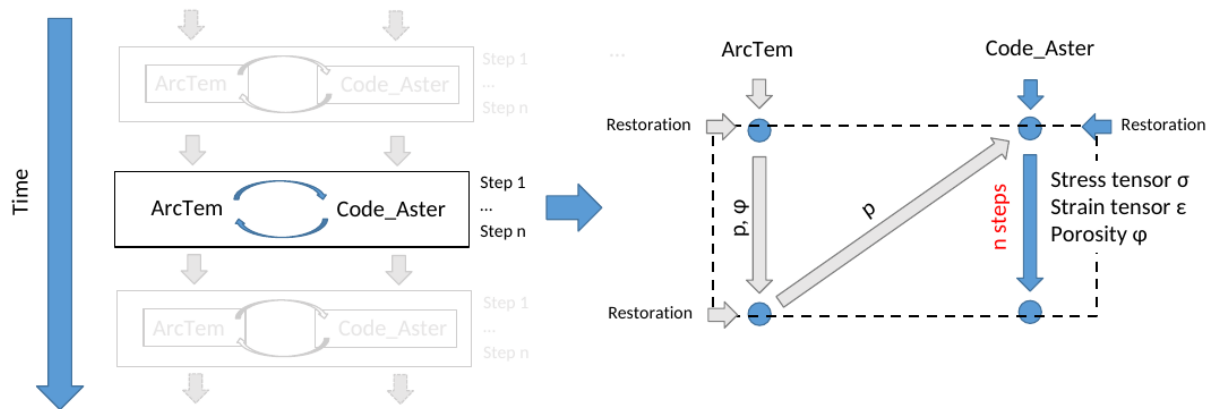 Time
Step 1
...
Step n
ArcTem
Code_Aster
Step 1
...
Step n
ArcTem
Code_Aster
Step 1
...
Step n
ArcTem
Code_Aster
...
ArcTem
Code_Aster
Restoration
Restoration
p, φ
p
n steps
Stress tensor σ
Strain tensor ε
Porosity φ
Restoration